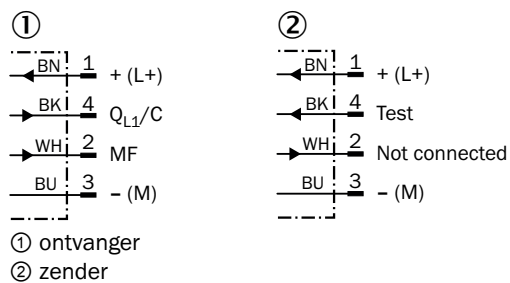 ① ②
BN 1 + (L+) BN 1 + (L+)
BK 4 QL1/C BK 4 Test
WH 2 MF WH 2 Not connected
BU 3 − (M) BU 3 − (M)
① ontvanger
② zender